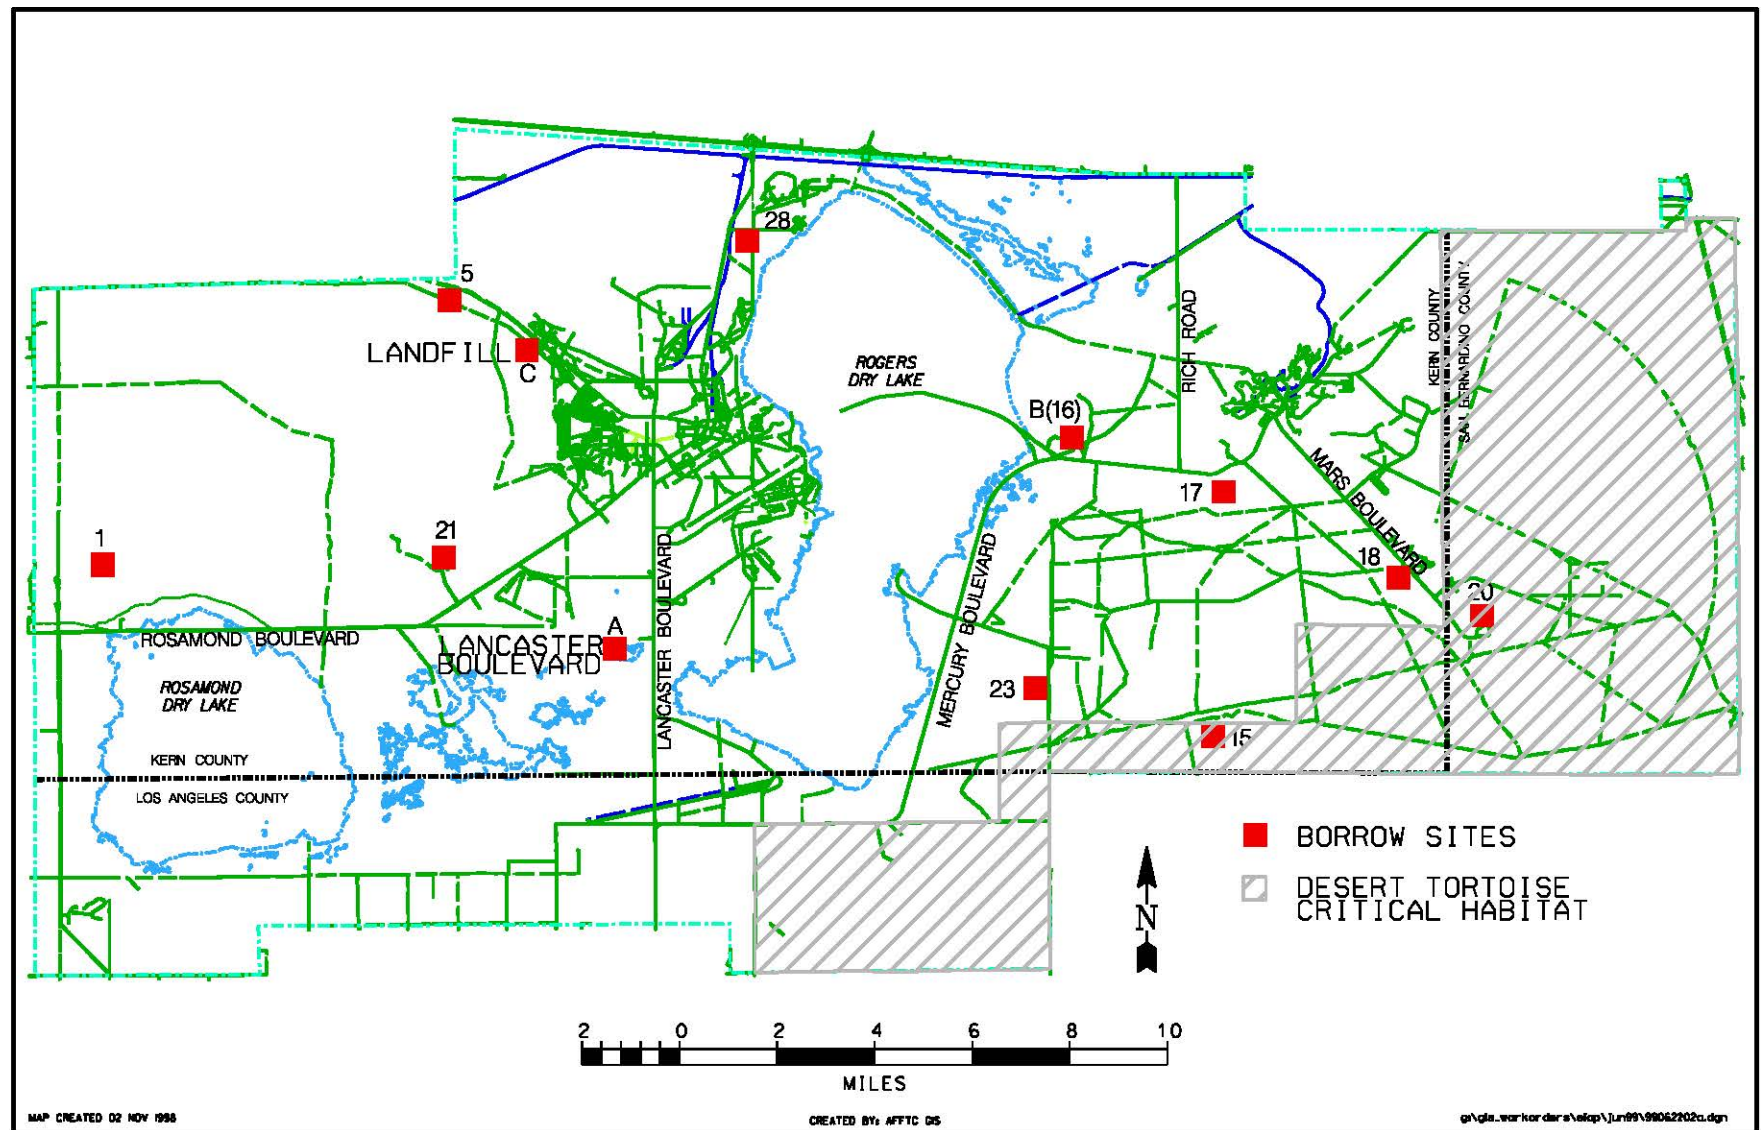 28
5
LANDFILL
C
ROGERS
DRY LAKE
RICH ROAD
KERN COUNTY
SAN BERNARDINO COUNTY
B(16)
17
MARS BOULEVARD
1
21
18
20
LANCASTER BOULEVARD
MERCURY BOULEVARD
ROSAMOND BOULEVARD
A
LANCASTER
BOULEVARD
ROSAMOND
DRY LAKE
23
15
KERN COUNTY
LOS ANGELES COUNTY
BORROW SITES
DESERT TORTOISE
CRITICAL HABITAT
N
2 0 2 4 6 8 10
MILES
MAP CREATED 02 NOV 1998
CREATED BY: AFFTC GIS